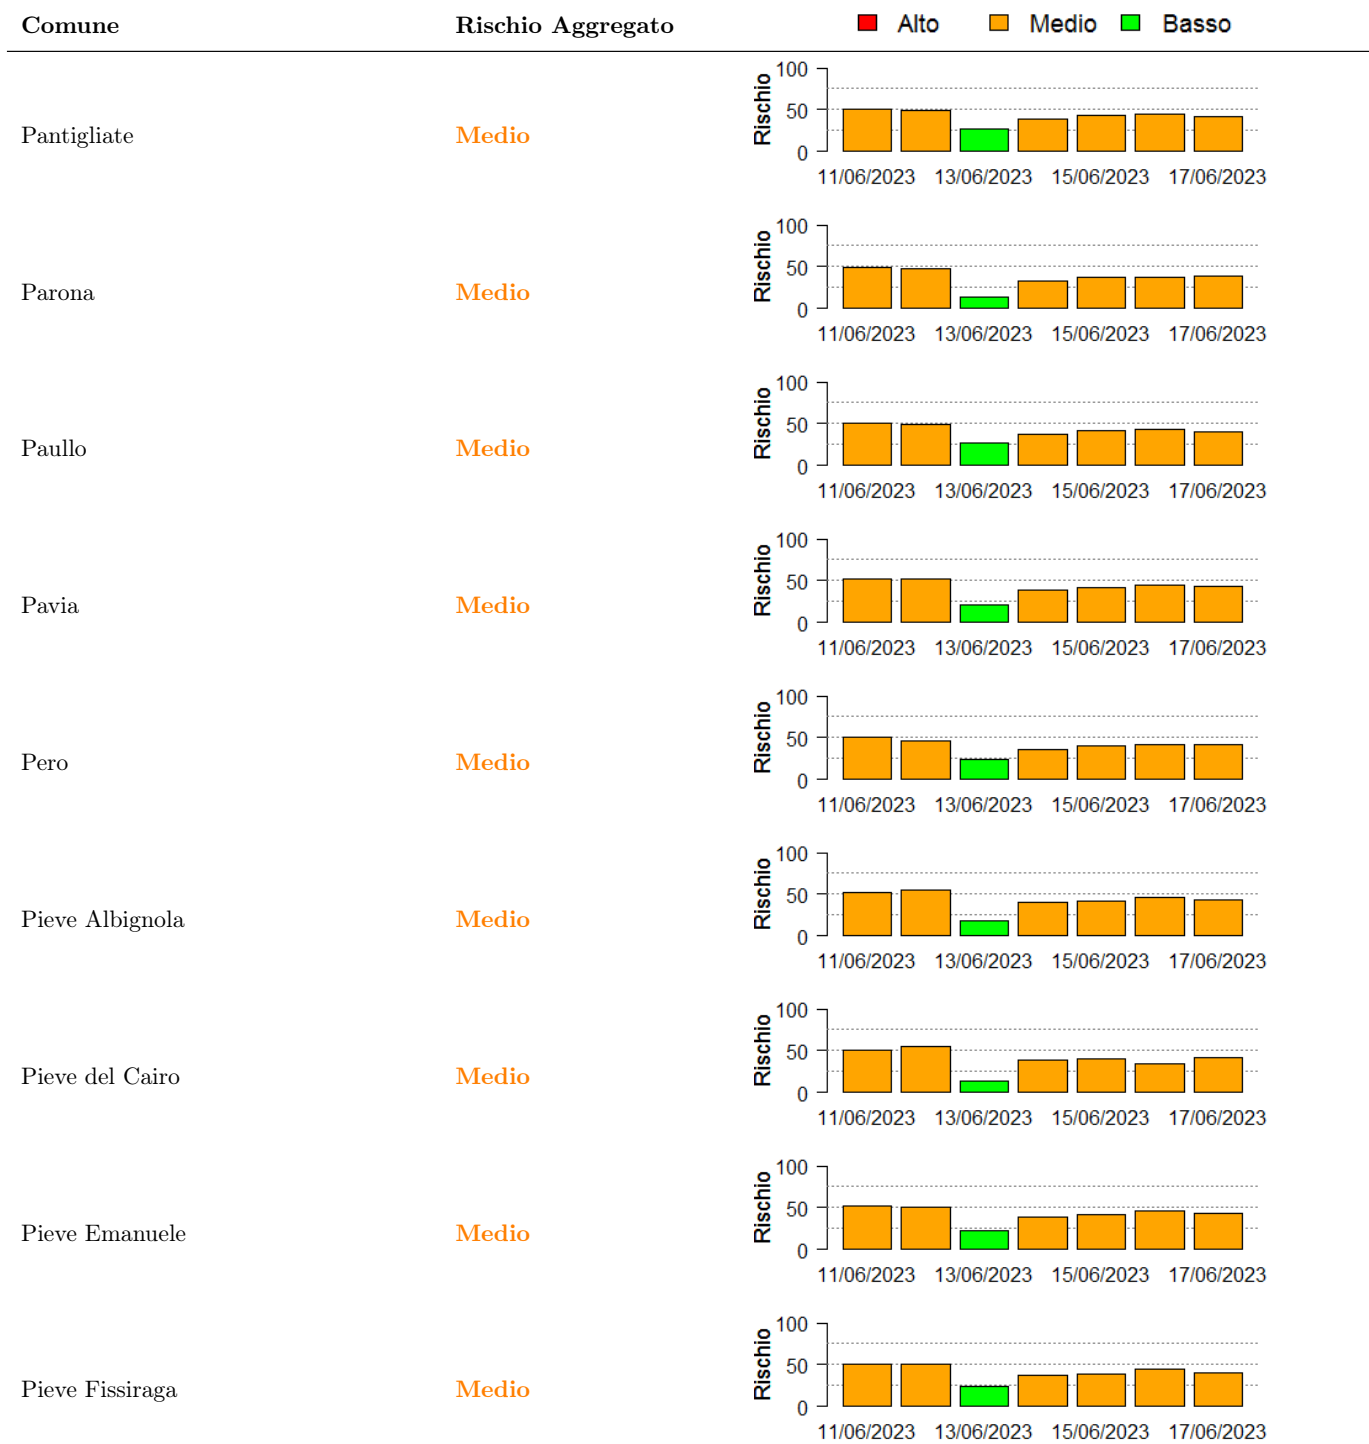 Comune Rischio Aggregato Alto Medio Basso
Pantigliate Medio Rischio 100 50 0
11/06/2023 13/06/2023 15/06/2023 17/06/2023
Parona Medio Rischio 100 50 0
11/06/2023 13/06/2023 15/06/2023 17/06/2023
Paullo Medio Rischio 100 50 0
11/06/2023 13/06/2023 15/06/2023 17/06/2023
Pavia Medio Rischio 100 50 0
11/06/2023 13/06/2023 15/06/2023 17/06/2023
Pero Medio Rischio 100 50 0
11/06/2023 13/06/2023 15/06/2023 17/06/2023
Pieve Albignola Medio Rischio 100 50 0
11/06/2023 13/06/2023 15/06/2023 17/06/2023
Pieve del Cairo Medio Rischio 100 50 0
11/06/2023 13/06/2023 15/06/2023 17/06/2023
Pieve Emanuele Medio Rischio 100 50 0
11/06/2023 13/06/2023 15/06/2023 17/06/2023
Pieve Fissiraga Medio Rischio 100 50 0
11/06/2023 13/06/2023 15/06/2023 17/06/2023